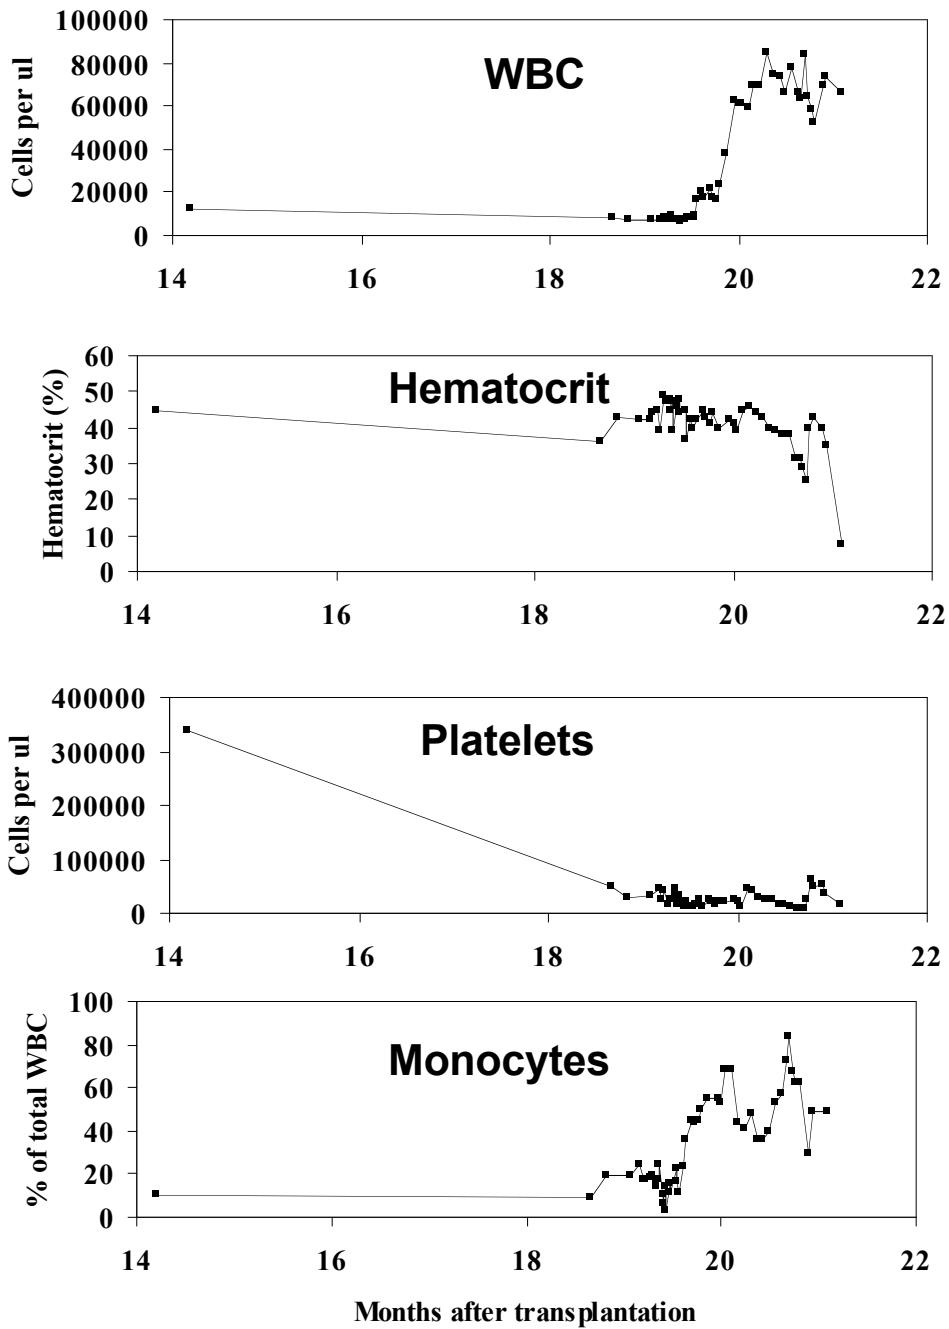 WBC
Cells per ul
100000
80000
60000
40000
20000
0
14 16 18 20 22
Hematocrit
Hematocrit (%)
60
50
40
30
20
10
0
14 16 18 20 22
Platelets
Cells per ul
400000
300000
200000
100000
0
14 16 18 20 22
Monocytes
% of total WBC
100
80
60
40
20
0
14 16 18 20 22
Months after transplantation